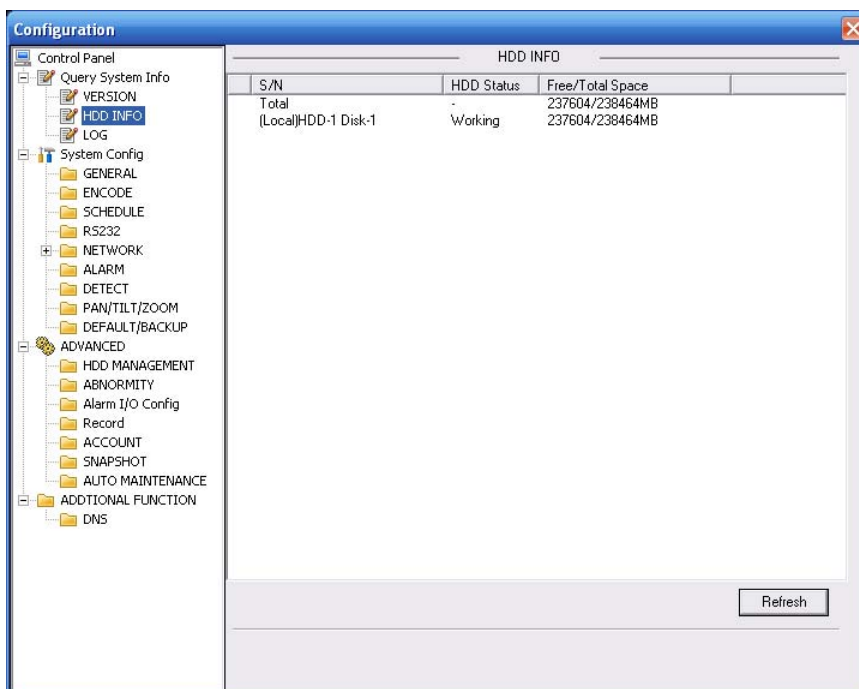 Configuration
Control Panel
Query System Info
VERSION
HDD INFO
LOG
System Config
GENERAL
ENCODE
SCHEDULE
RS232
NETWORK
ALARM
DETECT
PAN/TILT/ZOOM
DEFAULT/BACKUP
ADVANCED
HDD MANAGEMENT
ABNORMITY
Alarm I/O Config
Record
ACCOUNT
SNAPSHOT
AUTO MAINTENANCE
ADDTIONAL FUNCTION
DNS
HDD INFO
S/N HDD Status Free/Total Space
Total - 237604/238464MB
(Local)HDD-1 Disk-1 Working 237604/238464MB
Refresh